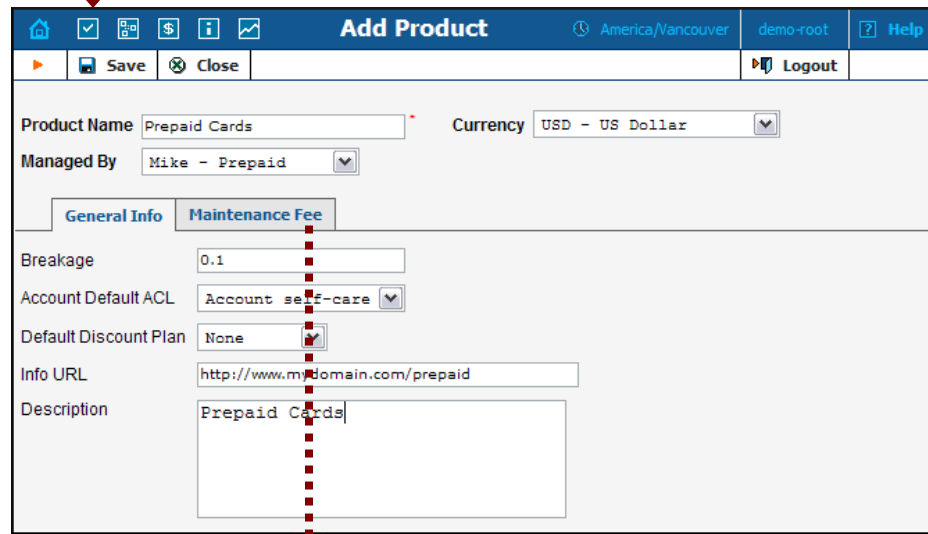 Add Product America/Vancouver demo-root ? Help
Save Close Logout
Product Name Prepaid Cards * Currency USD - US Dollar
Managed By Mike - Prepaid
General Info Maintenance Fee
Breakage 0.1
Account Default ACL Account self-care
Default Discount Plan None
Info URL http://www.mydomain.com/prepaid
Description Prepaid Cards